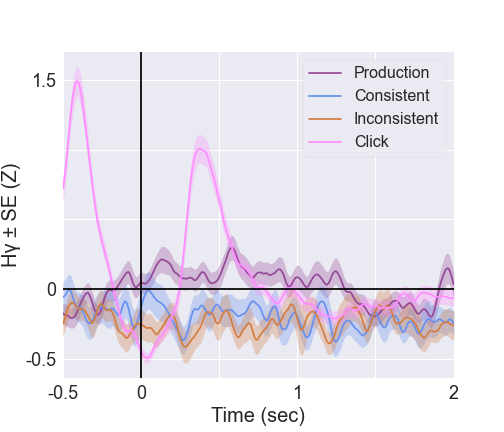 Production
Consistent
Inconsistent
Click
Hγ ± SE (Z)
1.5
0
-0.5
-0.5 0 1 2
Time (sec)